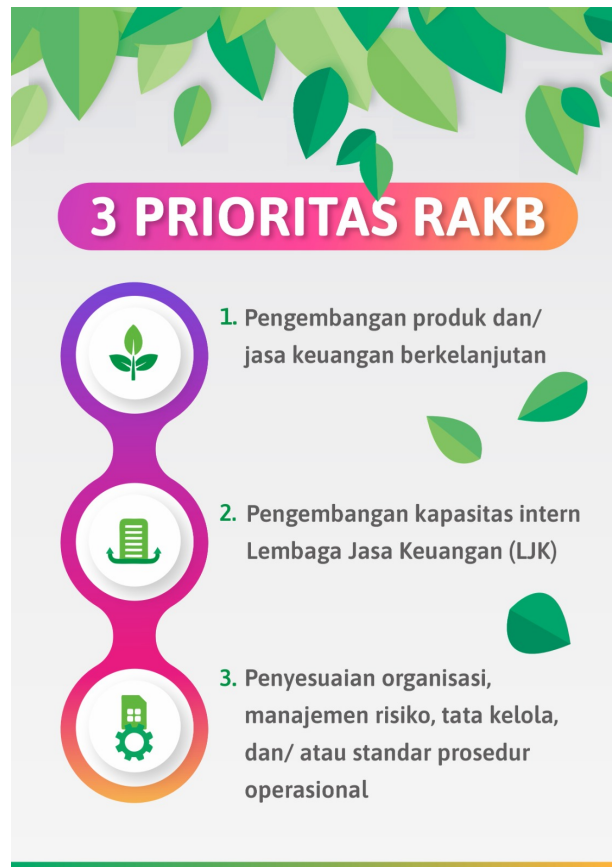 3 PRIORITAS RAKB
1. Pengembangan produk dan/
jasa keuangan berkelanjutan
2. Pengembangan kapasitas intern
Lembaga Jasa Keuangan (LJK)
3. Penyesuaian organisasi,
manajemen risiko, tata kelola,
dan/ atau standar prosedur
operasional